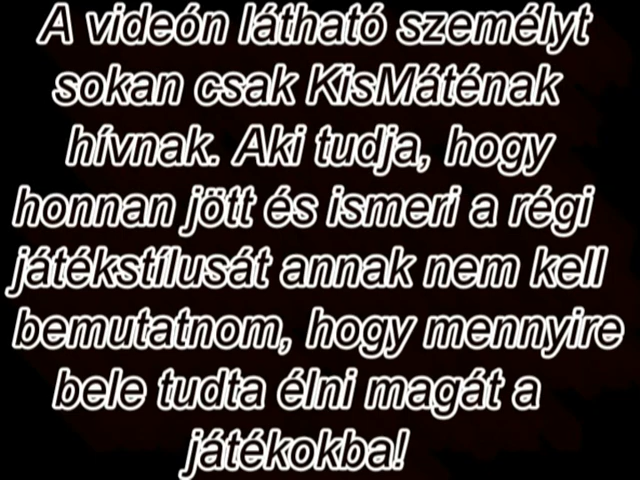 A videón látható személyt
sokan csak KisMáténak
hívnak. Aki tudja, hogy
honnan jött és ismeri a régi
játékstílusát annak nem kell
bemutatnom, hogy mennyire
bele tudta élni magát a
játékokba!